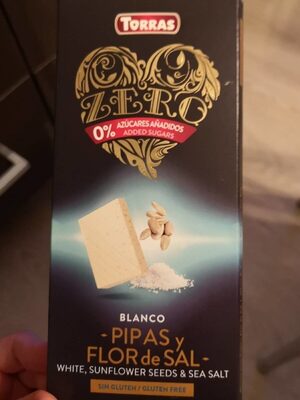 TORRAS
ZERO
0% AZÚCARES AÑADIDOS
ADDED SUGARS
BLANCO
- PIPAS y
FLOR de SAL -
WHITE, SUNFLOWER SEEDS & SEA SALT
SIN GLUTEN / GLUTEN FREE